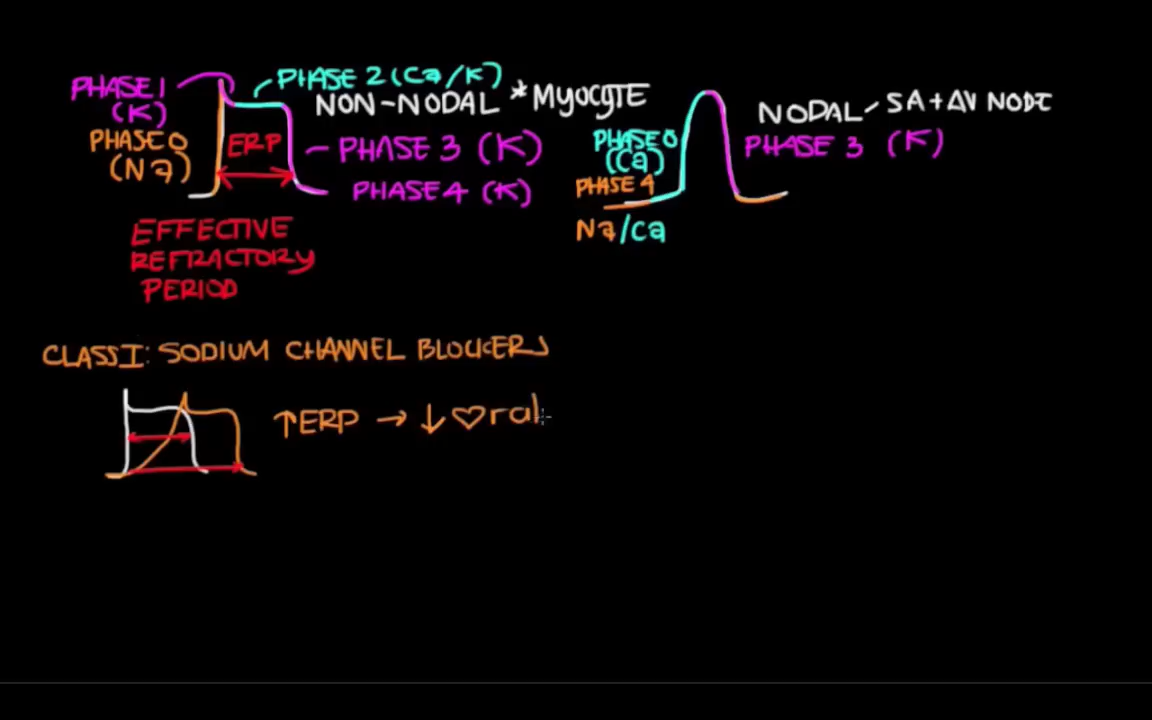 PHASE 1
(K)
PHASE 2 (Ca/K)
NON-NODAL *MYOCYTE
PHASE 0
(Na)
ERP
PHASE 3 (K)
PHASE 4 (K)
EFFECTIVE
REFRACTORY
PERIOD
NODAL - SA + AV NODE
PHASE 0
(Ca)
PHASE 3 (K)
PHASE 4
Na/Ca
CLASS I: SODIUM CHANNEL BLOCKERS
↑ERP → ↓ ♡ rat